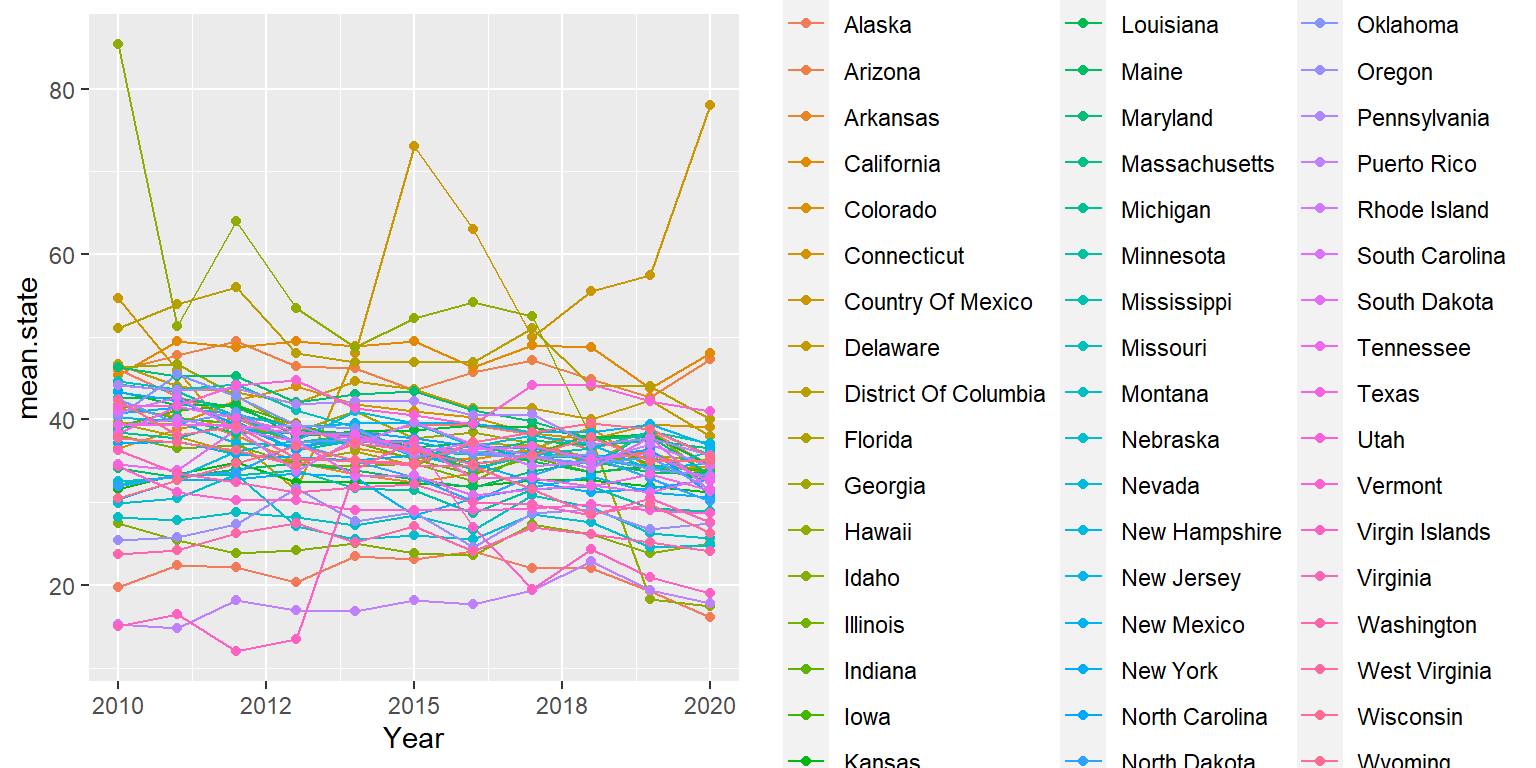 80
60
40
20
mean.state
2010
2012
2015
2018
2020
Year
Alaska
Arizona
Arkansas
California
Colorado
Connecticut
Country Of Mexico
Delaware
District Of Columbia
Florida
Georgia
Hawaii
Idaho
Illinois
Indiana
Iowa
Kansas
Louisiana
Maine
Maryland
Massachusetts
Michigan
Minnesota
Mississippi
Missouri
Montana
Nebraska
Nevada
New Hampshire
New Jersey
New Mexico
New York
North Carolina
North Dakota
Oklahoma
Oregon
Pennsylvania
Puerto Rico
Rhode Island
South Carolina
South Dakota
Tennessee
Texas
Utah
Vermont
Virgin Islands
Virginia
Washington
West Virginia
Wisconsin
Wyoming